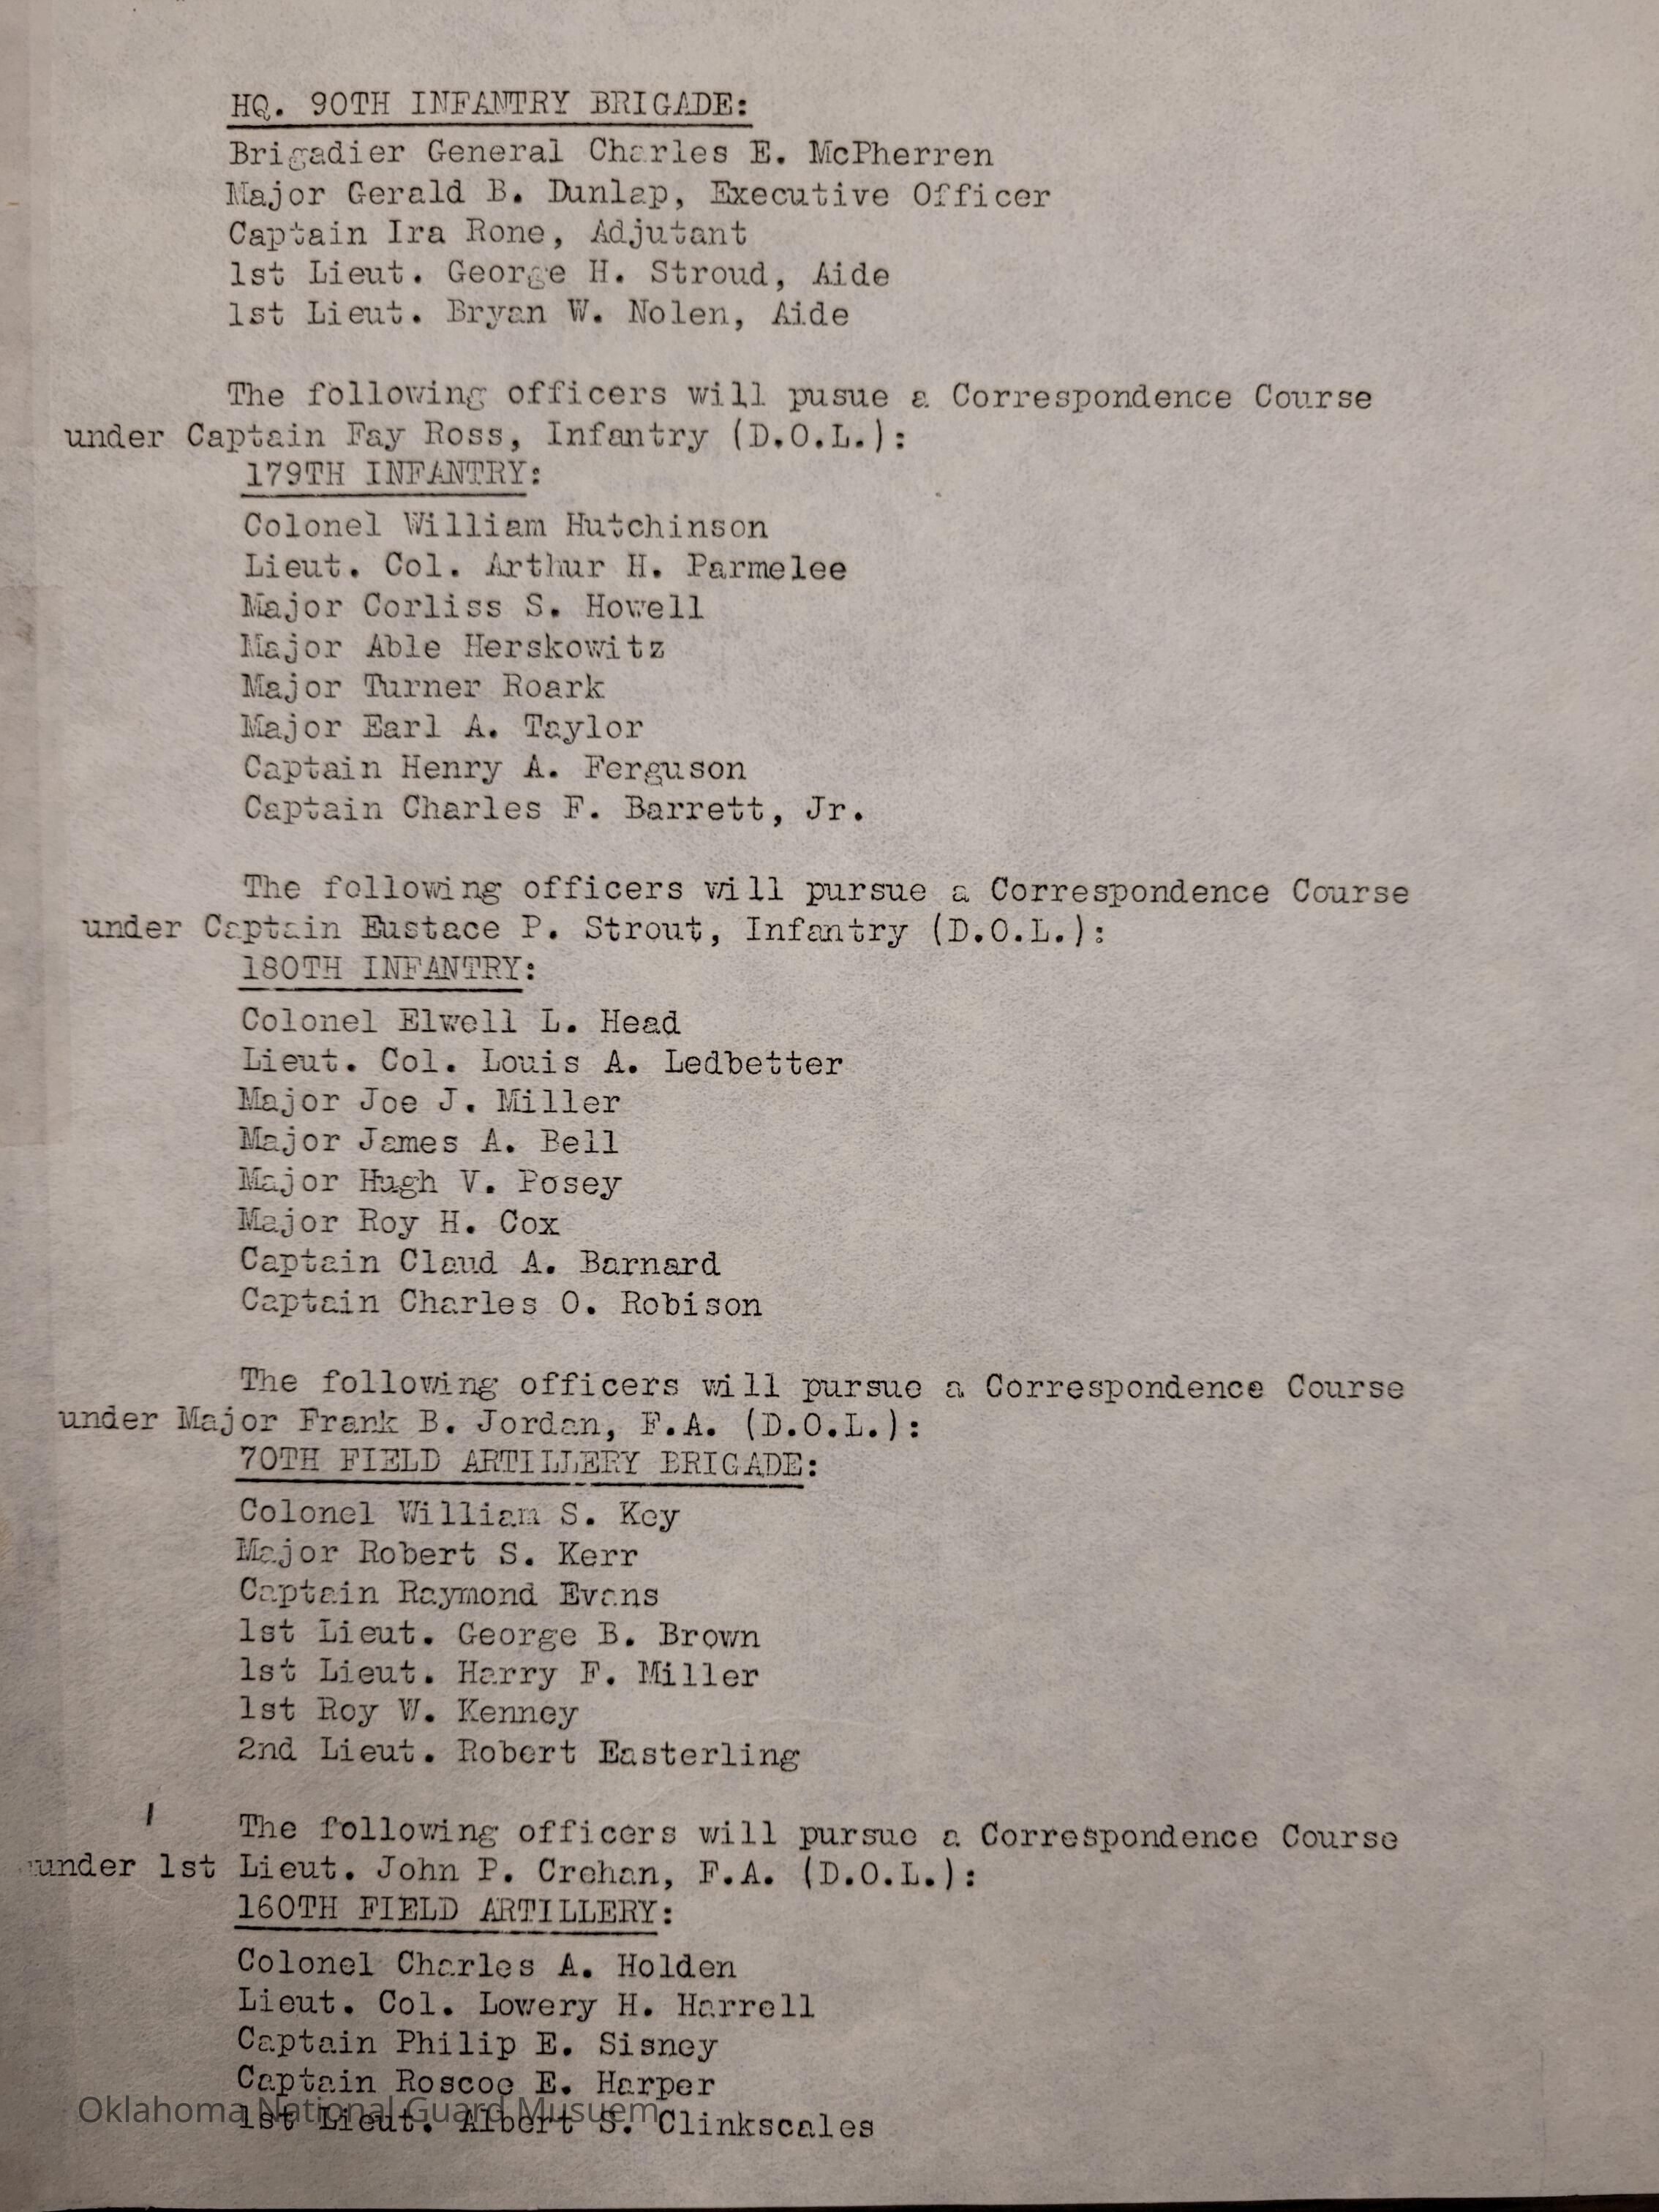 HQ. 90TH INFANTRY BRIGADE:
Brigadier General Charles E. McPherren
Major Gerald B. Dunlap, Executive Officer
Captain Ira Rone, Adjutant
1st Lieut. George H. Stroud, Aide
1st Lieut. Bryan W. Nolen, Aide
The following officers will pusue a Correspondence Course
under Captain Fay Ross, Infantry (D.O.L.):
179TH INFANTRY:
Colonel William Hutchinson
Lieut. Col. Arthur H. Parmelee
Major Corliss S. Howell
Major Able Herskowitz
Major Turner Roark
Major Earl A. Taylor
Captain Henry A. Ferguson
Captain Charles F. Barrett, Jr.
The following officers will pursue a Correspondence Course
under Captain Eustace P. Strout, Infantry (D.O.L.):
180TH INFANTRY:
Colonel Elwell L. Head
Lieut. Col. Louis A. Ledbetter
Major Joe J. Miller
Major James A. Bell
Major Hugh V. Posey
Major Roy H. Cox
Captain Claud A. Barnard
Captain Charles O. Robison
The following officers will pursue a Correspondence Course
under Major Frank B. Jordan, F.A. (D.O.L.):
70TH FIELD ARTILLERY BRIGADE:
Colonel William S. Key
Major Robert S. Kerr
Captain Raymond Evans
1st Lieut. George B. Brown
1st Lieut. Harry F. Miller
1st Roy W. Kenney
2nd Lieut. Robert Easterling
The following officers will pursue a Correspondence Course
under 1st Lieut. John P. Crehan, F.A. (D.O.L.):
160TH FIELD ARTILLERY:
Colonel Charles A. Holden
Lieut. Col. Lowery H. Harrell
Captain Philip E. Sisney
Captain Roscoe E. Harper
Oklahoma National Guard Musuem
1st Lieut. Albert S. Clinkscales